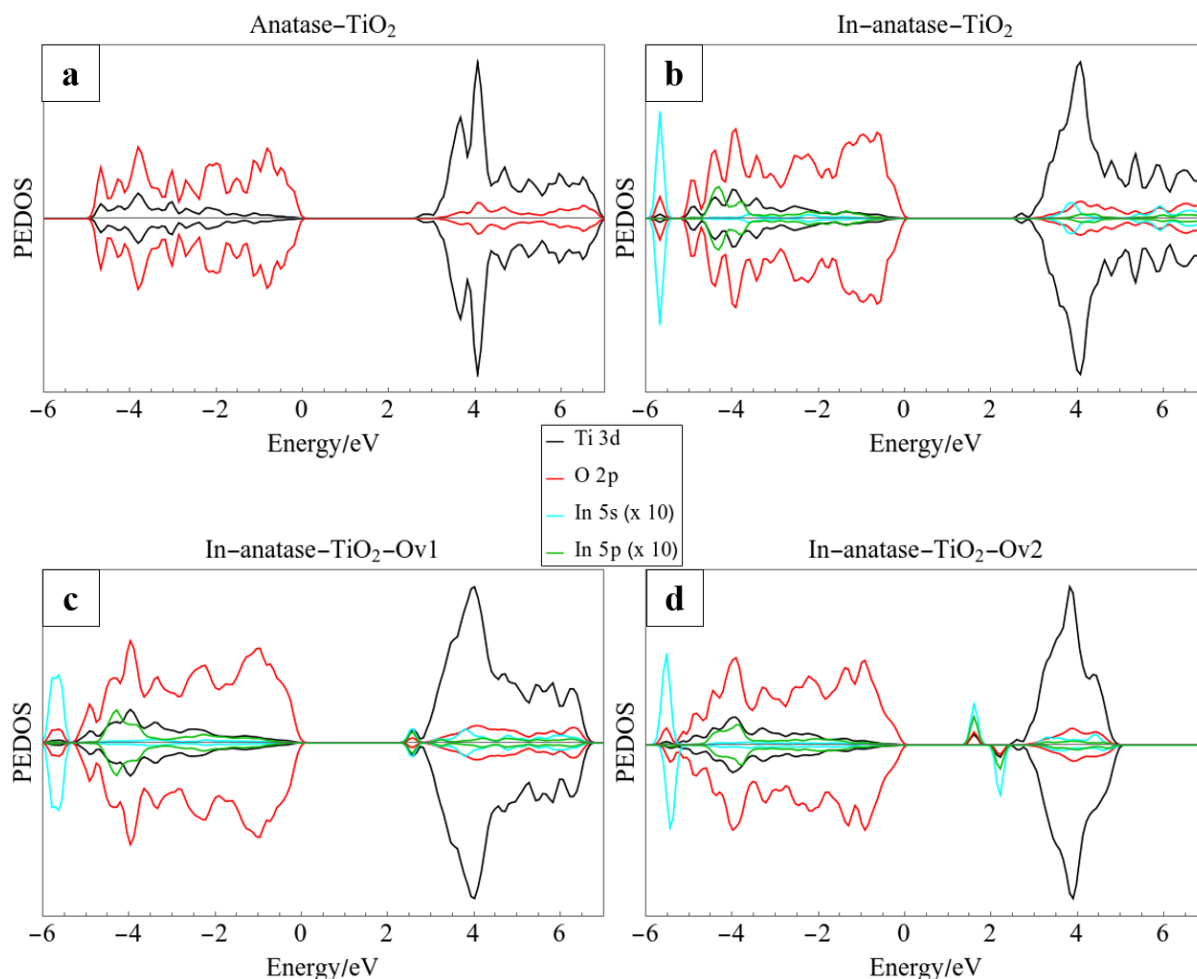 Anatase−TiO₂
a
PEDOS
−6 −4 −2 0 2 4 6
Energy/eV
In−anatase−TiO₂
b
PEDOS
−6 −4 −2 0 2 4 6
Energy/eV
Ti 3d
O 2p
In 5s (x 10)
In 5p (x 10)
In−anatase−TiO₂−Ov1
c
PEDOS
−6 −4 −2 0 2 4 6
Energy/eV
In−anatase−TiO₂−Ov2
d
PEDOS
−6 −4 −2 0 2 4 6
Energy/eV